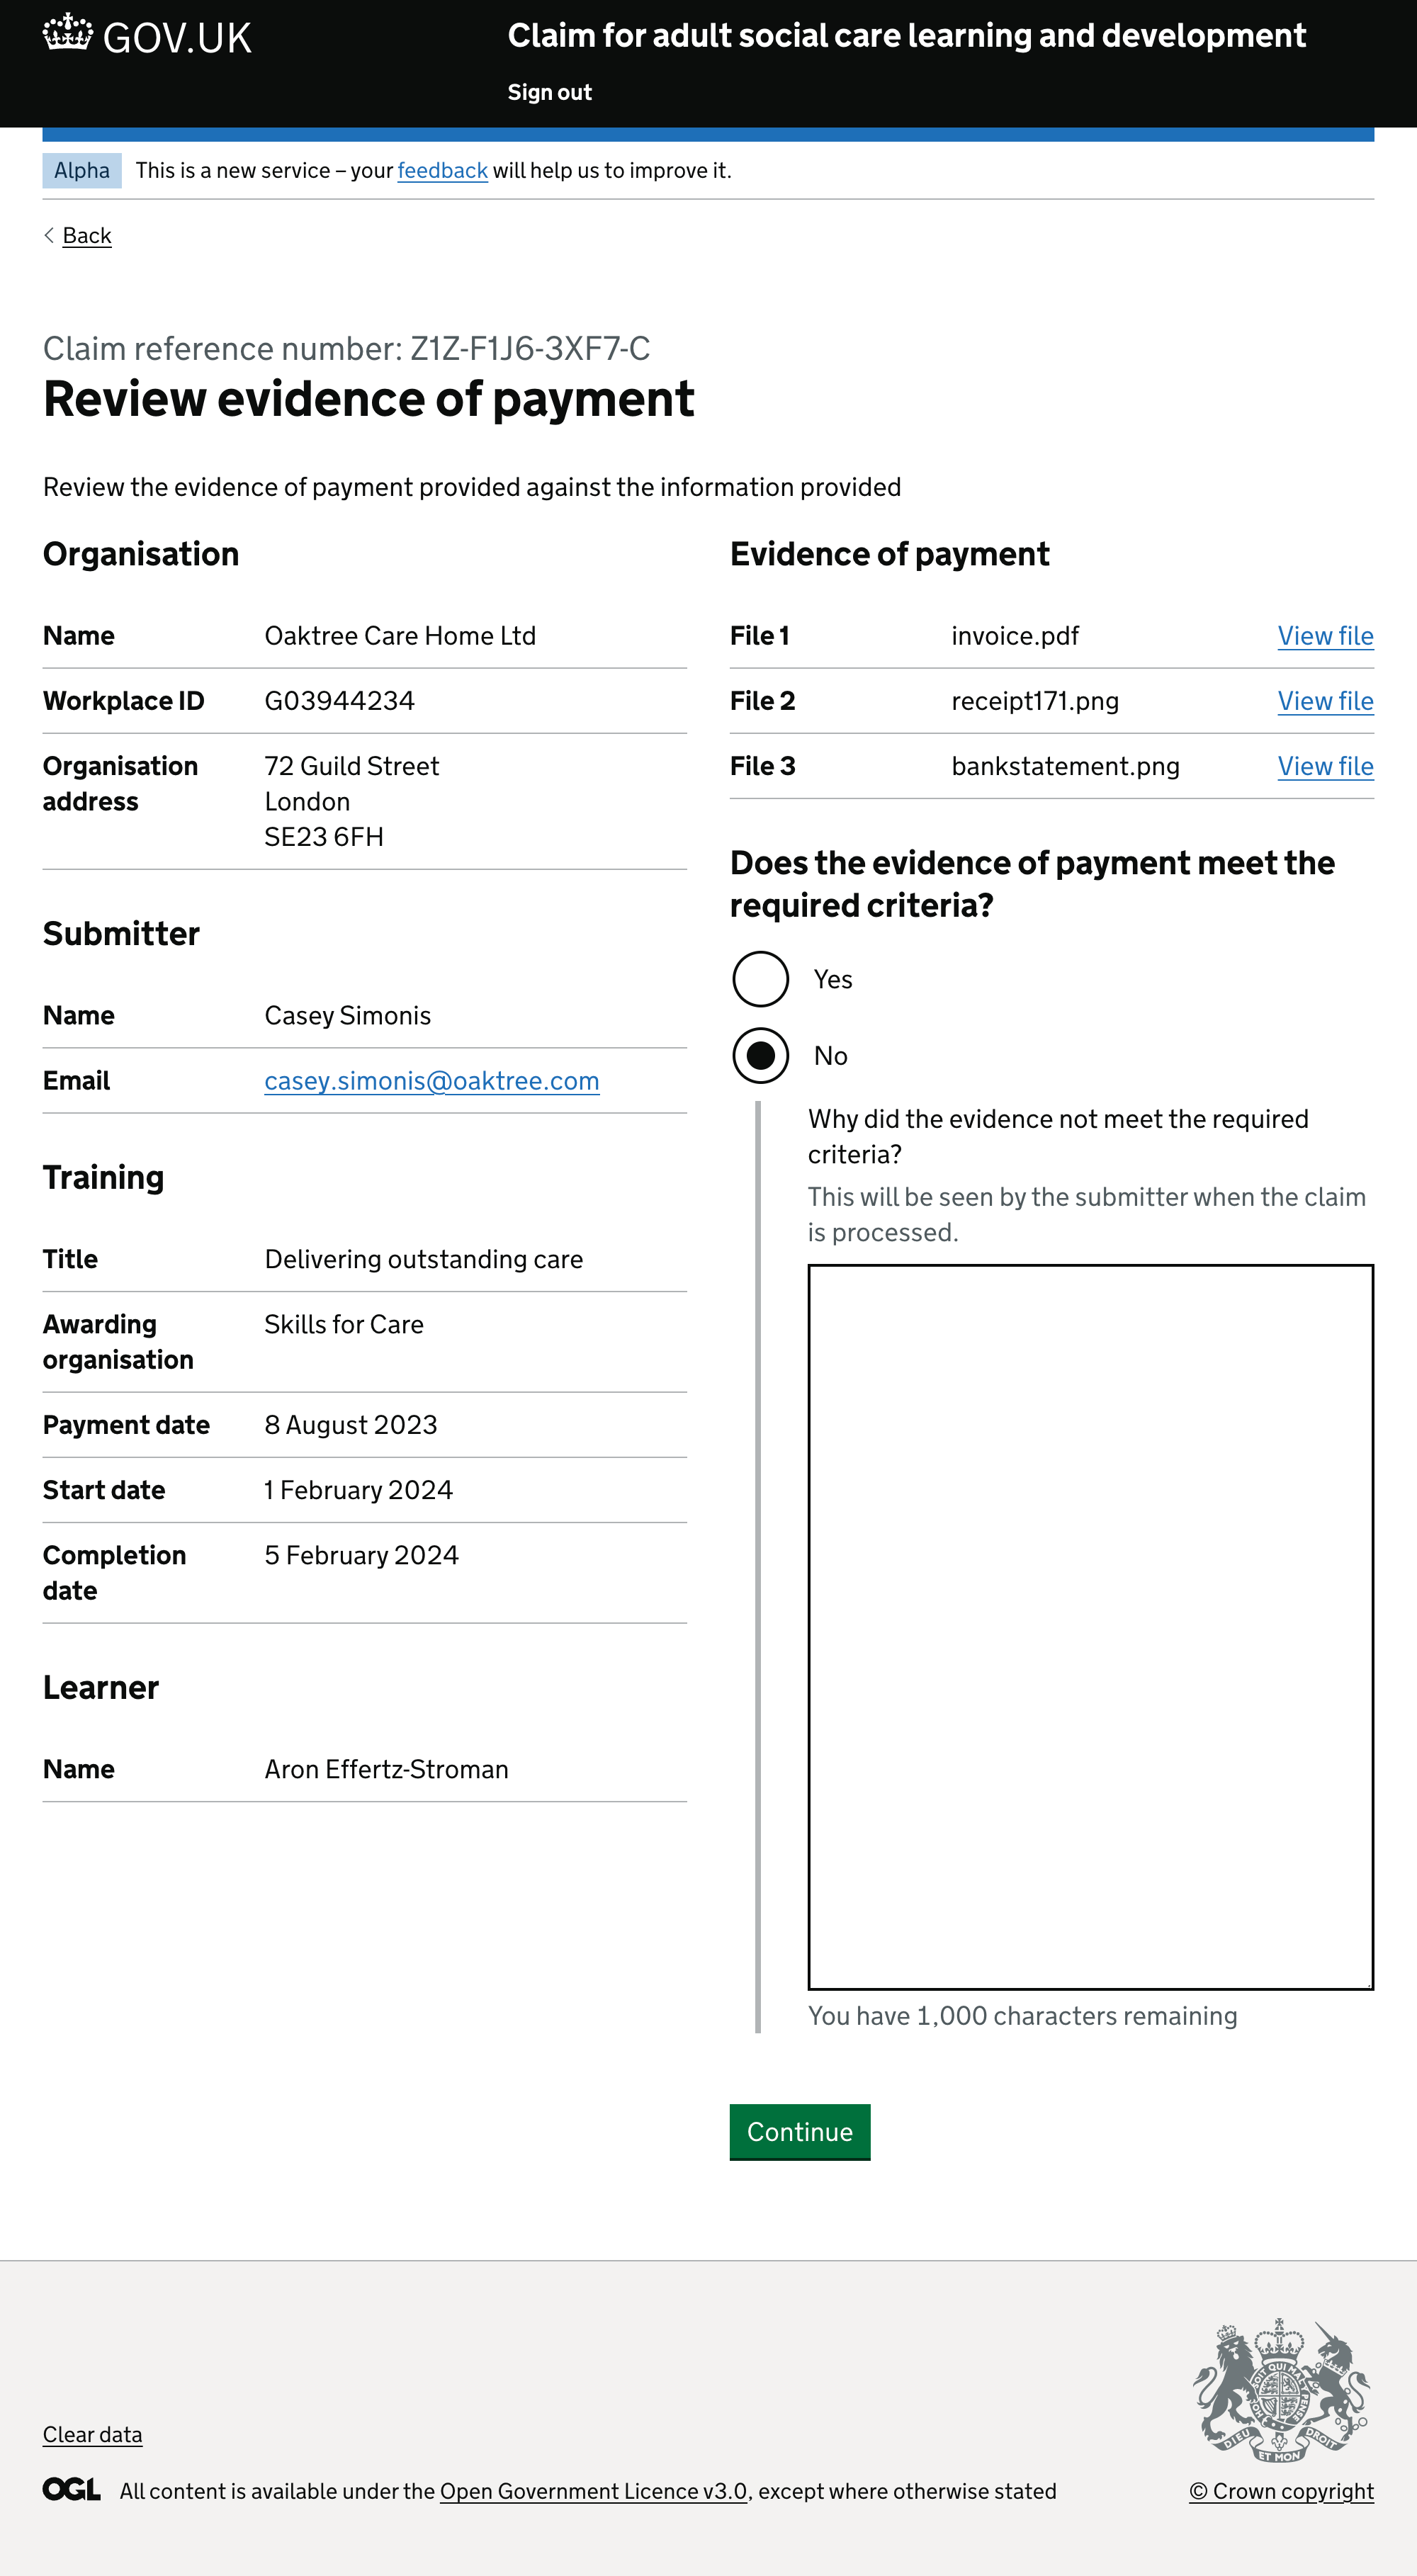 GOV.UK
Claim for adult social care learning and development
Sign out
Alpha
This is a new service – your feedback will help us to improve it.
Back
Claim reference number: Z1Z-F1J6-3XF7-C
Review evidence of payment
Review the evidence of payment provided against the information provided
Organisation
Name Oaktree Care Home Ltd
Workplace ID G03944234
Organisation address
72 Guild Street
London
SE23 6FH
Submitter
Name Casey Simonis
Email casey.simonis@oaktree.com
Training
Title Delivering outstanding care
Awarding organisation
Skills for Care
Payment date 8 August 2023
Start date 1 February 2024
Completion date
5 February 2024
Learner
Name Aron Effertz-Stroman
Evidence of payment
File 1 invoice.pdf View file
File 2 receipt171.png View file
File 3 bankstatement.png View file
Does the evidence of payment meet the
required criteria?
Yes
No
Why did the evidence not meet the required
criteria?
This will be seen by the submitter when the claim
is processed.
You have 1,000 characters remaining
Continue
Clear data
OGL All content is available under the Open Government Licence v3.0, except where otherwise stated
DIEU ET MON DROIT
© Crown copyright